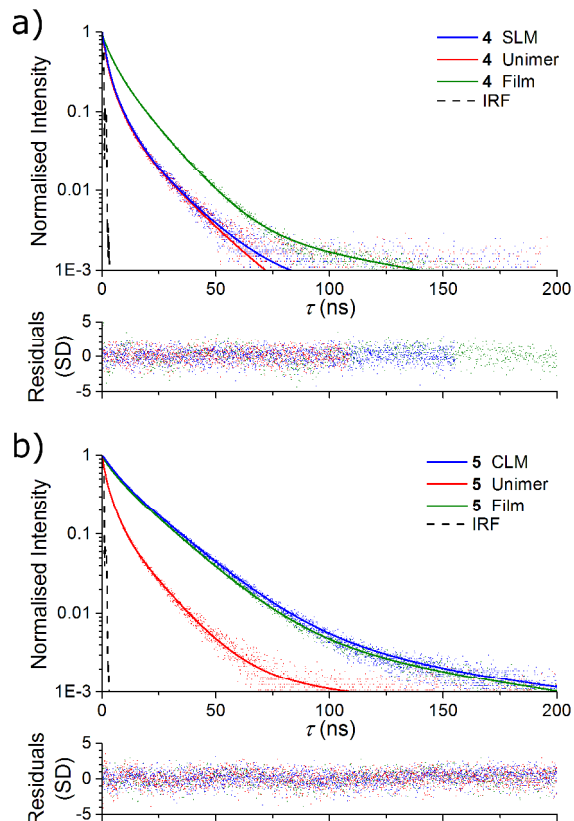 a)
4 SLM
4 Unimer
4 Film
IRF
Normalised Intensity
1
0.1
0.01
1E-3
0 50 100 150 200
τ (ns)
Residuals
(SD)
5
0
-5
b)
5 CLM
5 Unimer
5 Film
IRF
Normalised Intensity
1
0.1
0.01
1E-3
0 50 100 150 200
τ (ns)
Residuals
(SD)
5
0
-5